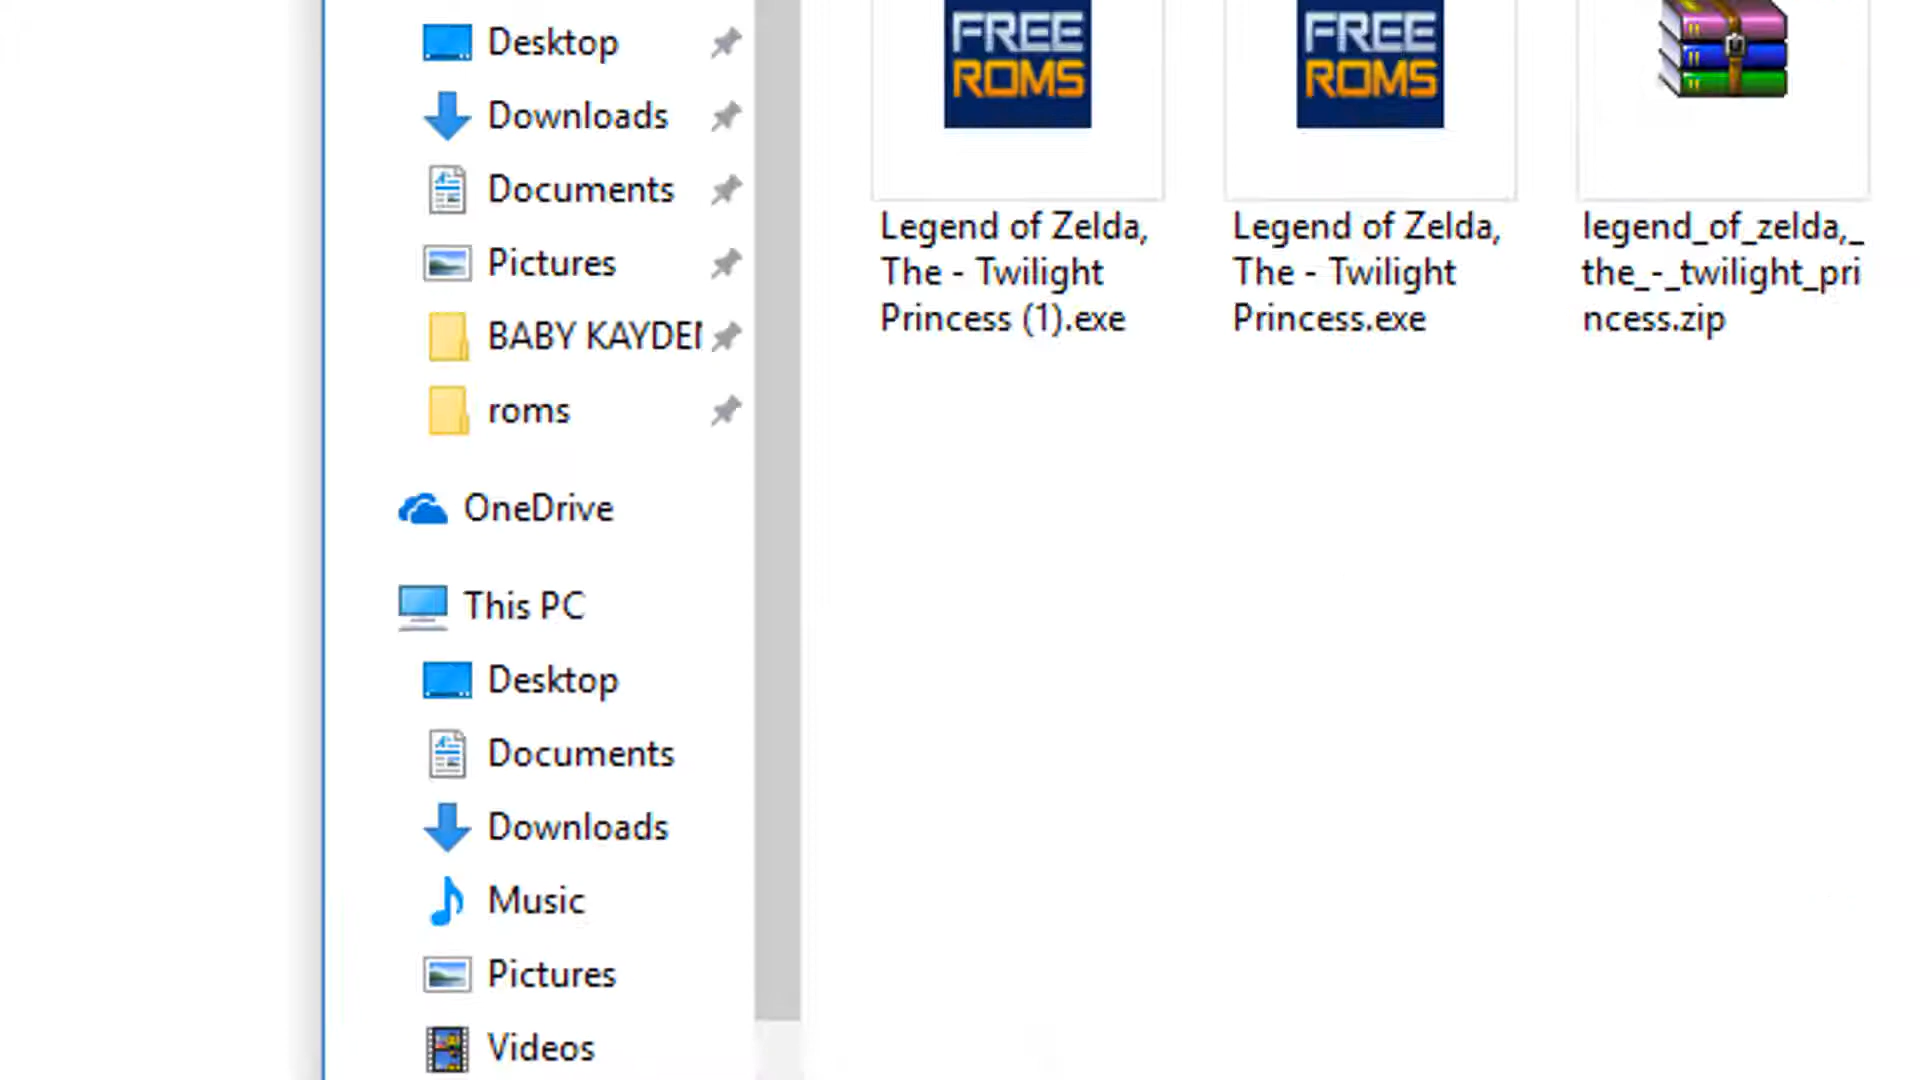 Desktop
Downloads
Documents
Pictures
BABY KAYDEN
roms
OneDrive
This PC
Desktop
Documents
Downloads
Music
Pictures
Videos
FREE
ROMS
Legend of Zelda,
The - Twilight
Princess (1).exe
FREE
ROMS
Legend of Zelda,
The - Twilight
Princess.exe
legend_of_zelda,_
the_-_twilight_pri
ncess.zip